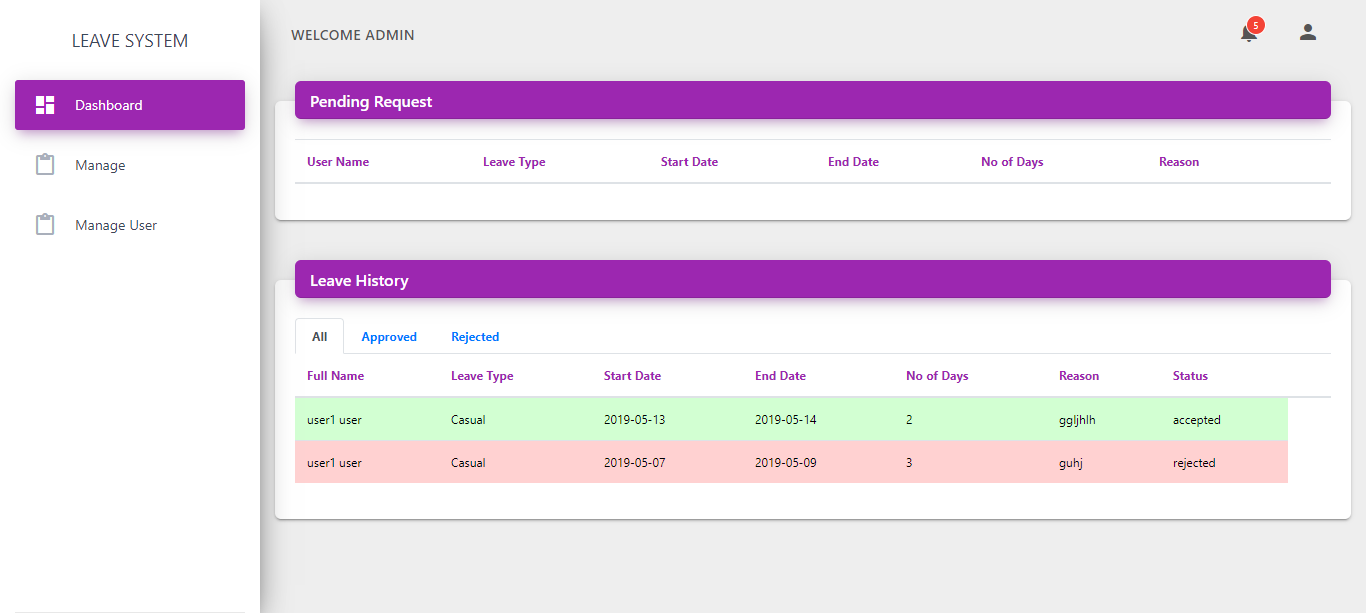 LEAVE SYSTEM
Dashboard
Manage
Manage User
WELCOME ADMIN
5
Pending Request
User Name Leave Type Start Date End Date No of Days Reason
Leave History
All Approved Rejected
Full Name Leave Type Start Date End Date No of Days Reason Status
user1 user Casual 2019-05-13 2019-05-14 2 ggljhlh accepted
user1 user Casual 2019-05-07 2019-05-09 3 guhj rejected